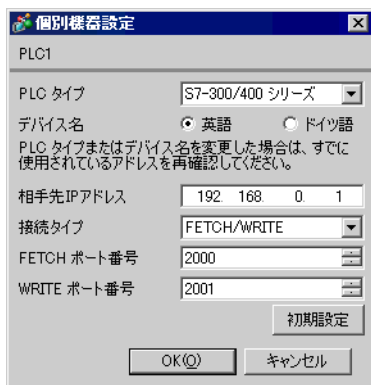 個別機器設定
PLC1
PLC タイプ S7-300/400 シリーズ
デバイス名 英語 ドイツ語
PLC タイプまたはデバイス名を変更した場合は、すでに
使用されているアドレスを再確認してください。
相手先IPアドレス 192. 168. 0. 1
接続タイプ FETCH/WRITE
FETCH ポート番号 2000
WRITE ポート番号 2001
初期設定
OK(O) キャンセル